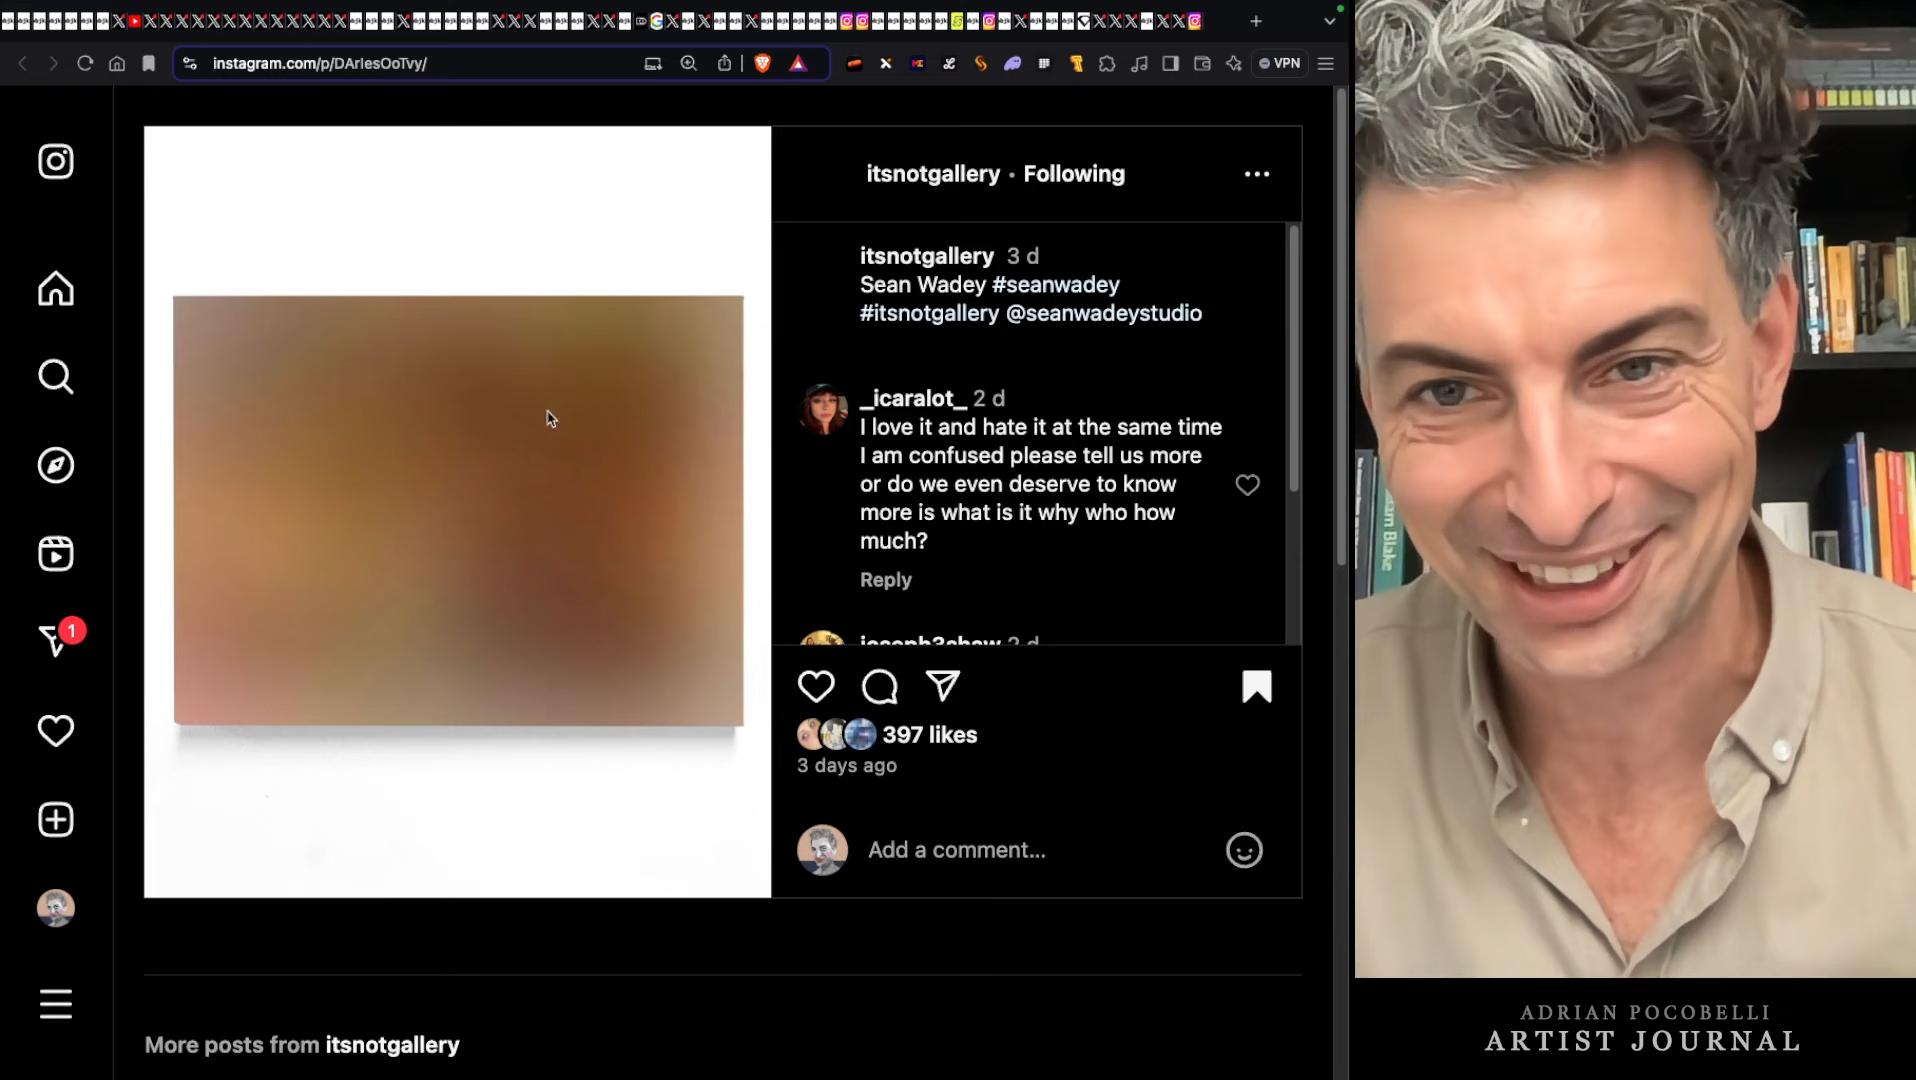 instagram.com/p/DArlesOoTvy/
VPN
itsnotgallery • Following
itsnotgallery 3 d
Sean Wadey #seanwadey
#itsnotgallery @seanwadeystudio
_icaralot_ 2 d
I love it and hate it at the same time
I am confused please tell us more
or do we even deserve to know
more is what is it why who how
much?
Reply
1
397 likes
3 days ago
Add a comment...
More posts from itsnotgallery
ADRIAN POCOBELLI
ARTIST JOURNAL